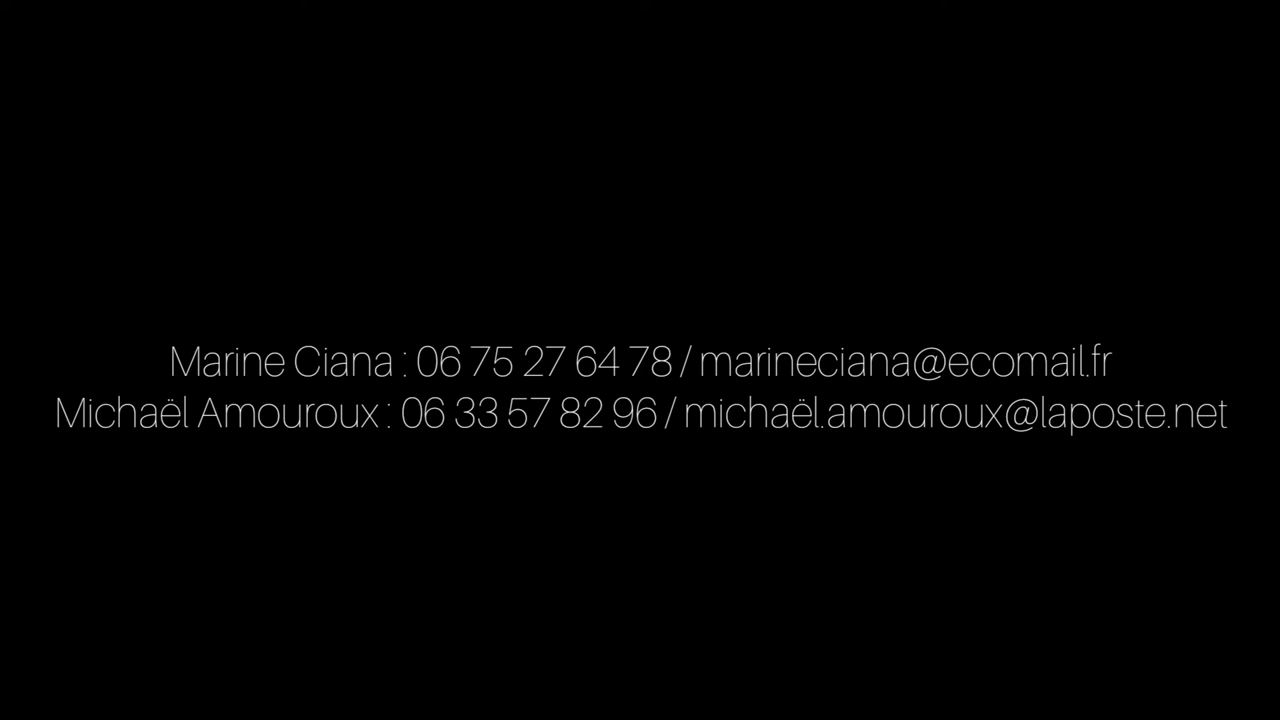 Marine Ciana : 06 75 27 64 78 / marineciana@ecomail.fr
Michaël Amouroux : 06 33 57 82 96 / michaël.amouroux@laposte.net